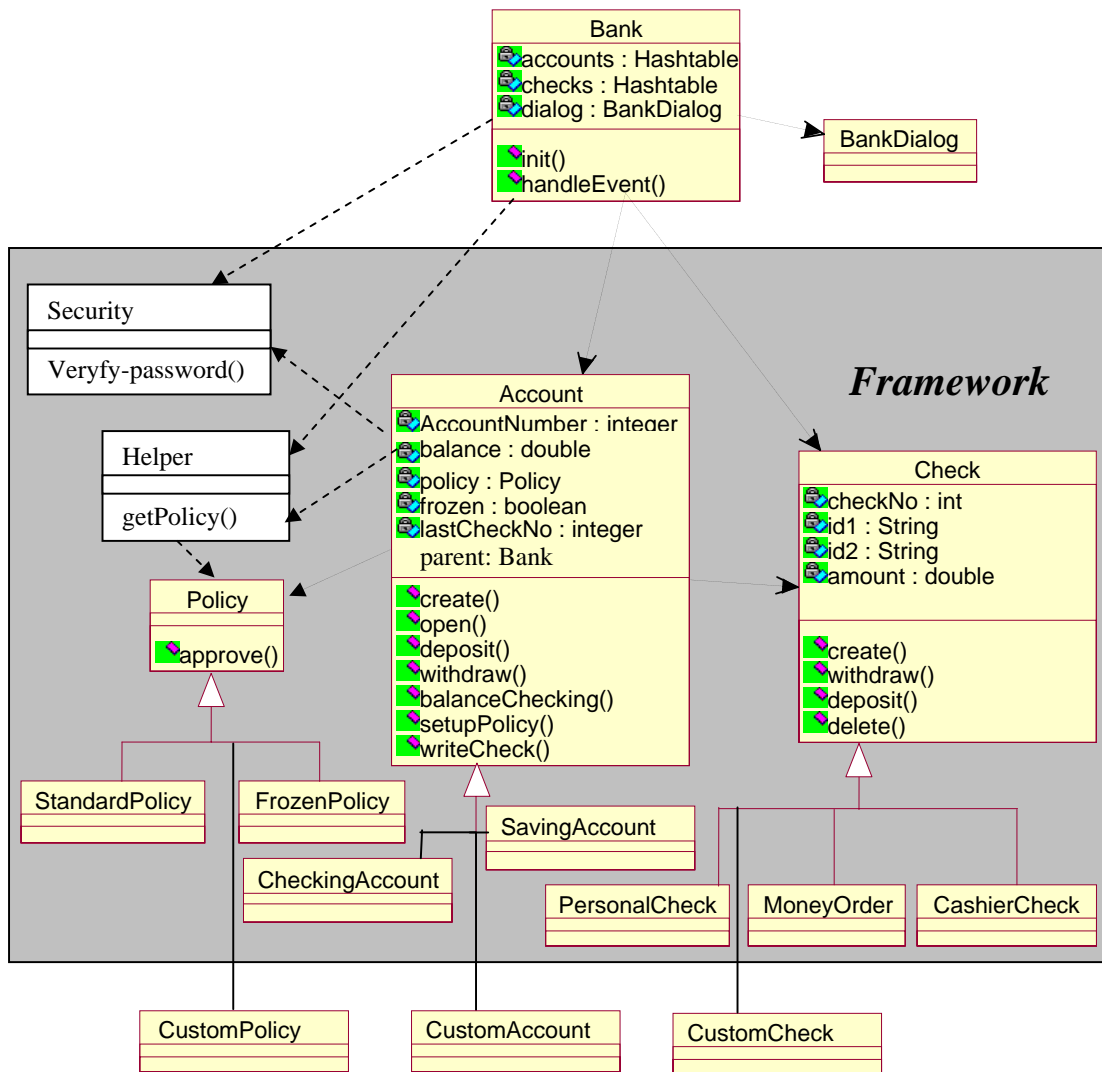 Bank
accounts : Hashtable
checks : Hashtable
dialog : BankDialog
init()
handleEvent()
BankDialog
Framework
Security
Veryfy-password()
Helper
getPolicy()
Policy
approve()
Account
AccountNumber : integer
balance : double
policy : Policy
frozen : boolean
lastCheckNo : integer
parent: Bank
create()
open()
deposit()
withdraw()
balanceChecking()
setupPolicy()
writeCheck()
Check
checkNo : int
id1 : String
id2 : String
amount : double
create()
withdraw()
deposit()
delete()
StandardPolicy
FrozenPolicy
SavingAccount
CheckingAccount
PersonalCheck
MoneyOrder
CashierCheck
CustomPolicy
CustomAccount
CustomCheck